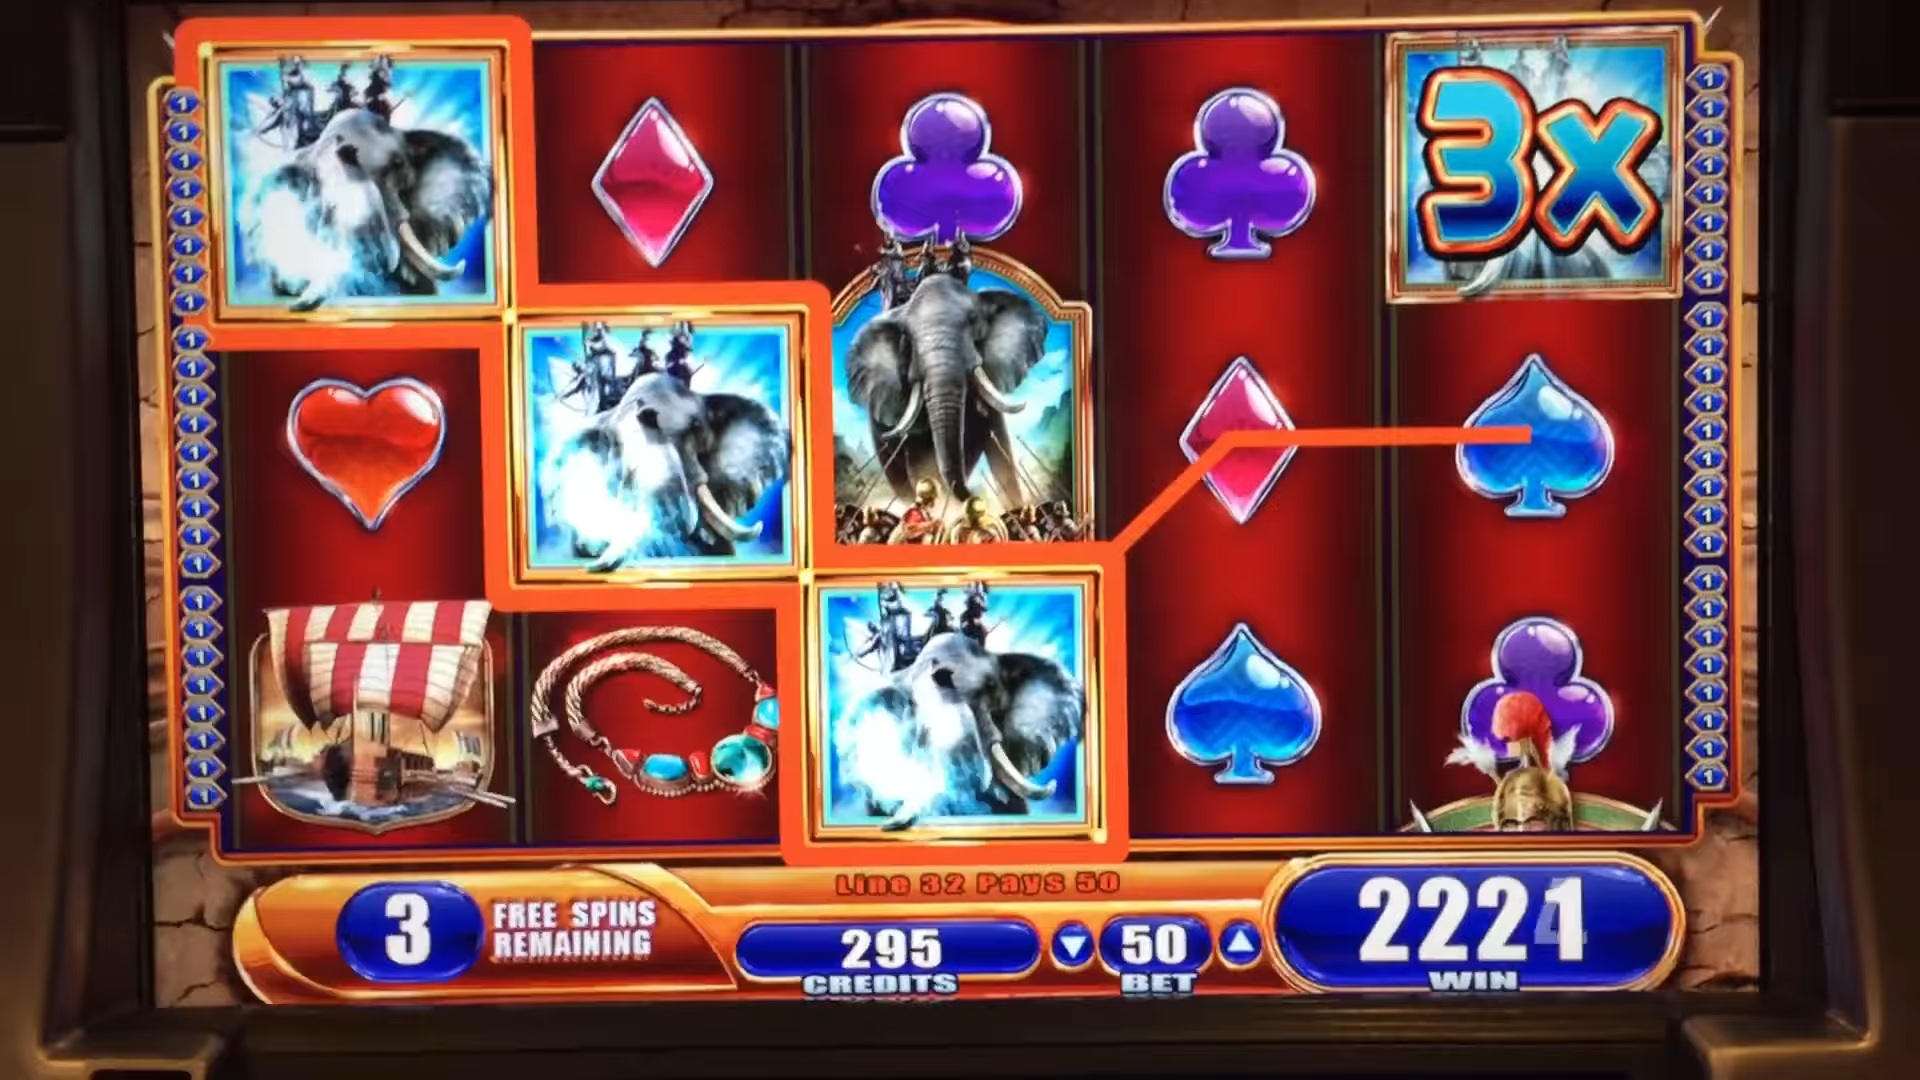 3x
Line 32 Pays 50
3
FREE SPINS
REMAINING
295
CREDITS
50
BET
2221
WIN